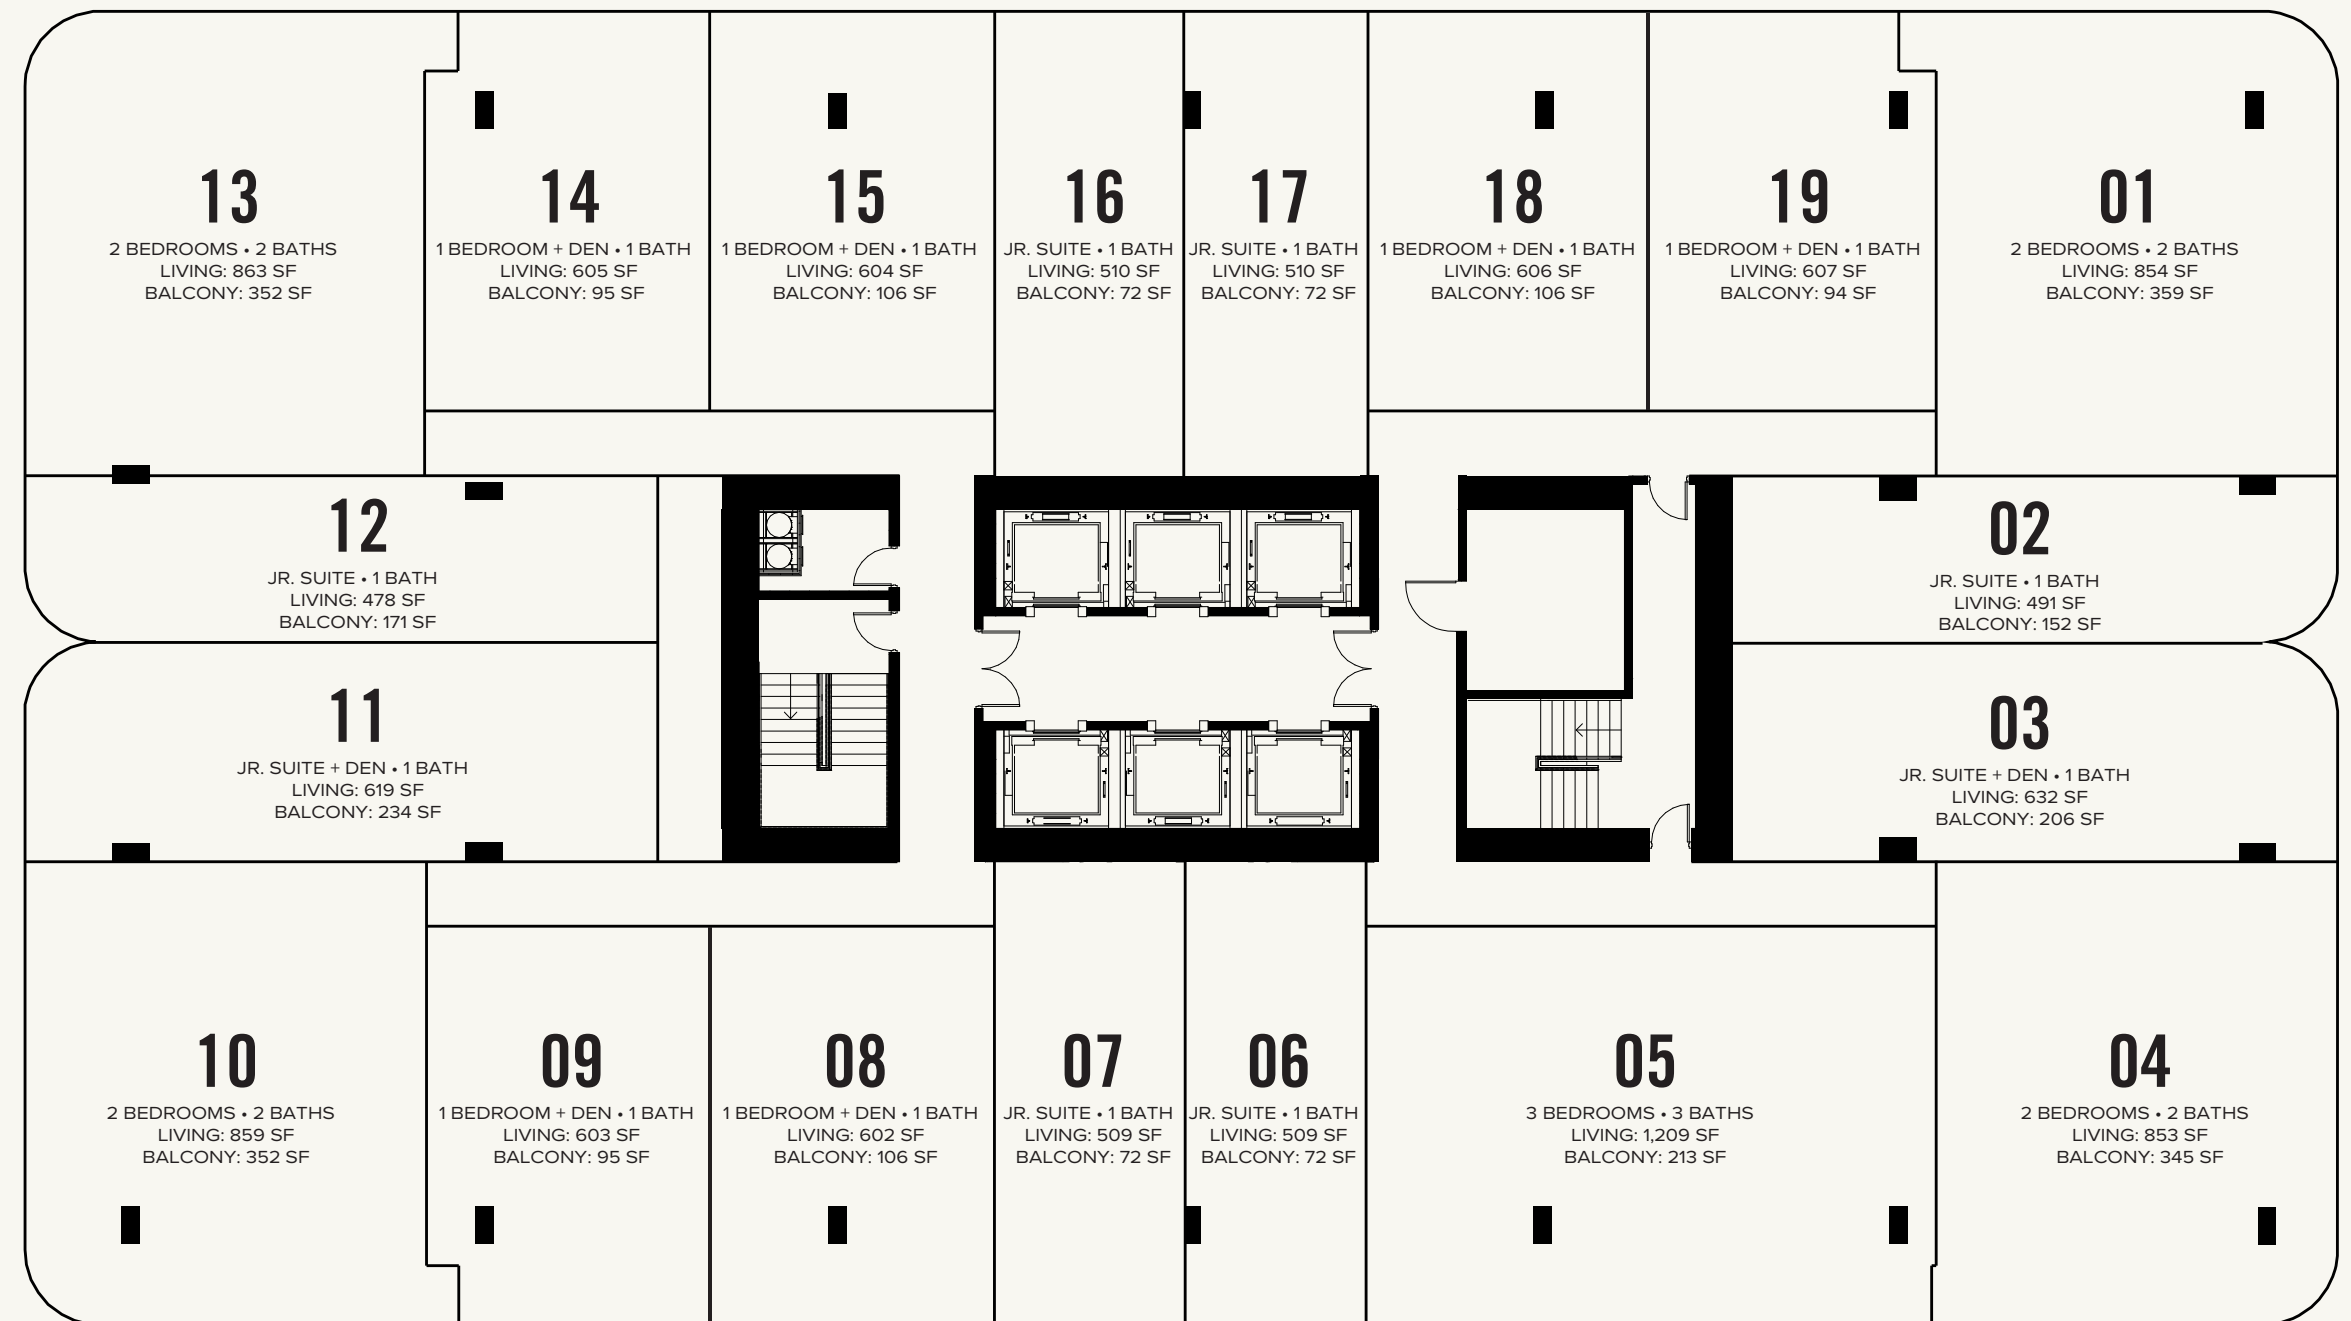 13
2 BEDROOMS • 2 BATHS
LIVING: 863 SF
BALCONY: 352 SF
14
1 BEDROOM + DEN • 1 BATH
LIVING: 605 SF
BALCONY: 95 SF
15
1 BEDROOM + DEN • 1 BATH
LIVING: 604 SF
BALCONY: 106 SF
16
JR. SUITE • 1 BATH
LIVING: 510 SF
BALCONY: 72 SF
17
JR. SUITE • 1 BATH
LIVING: 510 SF
BALCONY: 72 SF
18
1 BEDROOM + DEN • 1 BATH
LIVING: 606 SF
BALCONY: 106 SF
19
1 BEDROOM + DEN • 1 BATH
LIVING: 607 SF
BALCONY: 94 SF
01
2 BEDROOMS • 2 BATHS
LIVING: 854 SF
BALCONY: 359 SF
12
JR. SUITE • 1 BATH
LIVING: 478 SF
BALCONY: 171 SF
02
JR. SUITE • 1 BATH
LIVING: 491 SF
BALCONY: 152 SF
11
JR. SUITE + DEN • 1 BATH
LIVING: 619 SF
BALCONY: 234 SF
03
JR. SUITE + DEN • 1 BATH
LIVING: 632 SF
BALCONY: 206 SF
10
2 BEDROOMS • 2 BATHS
LIVING: 859 SF
BALCONY: 352 SF
09
1 BEDROOM + DEN • 1 BATH
LIVING: 603 SF
BALCONY: 95 SF
08
1 BEDROOM + DEN • 1 BATH
LIVING: 602 SF
BALCONY: 106 SF
07
JR. SUITE • 1 BATH
LIVING: 509 SF
BALCONY: 72 SF
06
JR. SUITE • 1 BATH
LIVING: 509 SF
BALCONY: 72 SF
05
3 BEDROOMS • 3 BATHS
LIVING: 1,209 SF
BALCONY: 213 SF
04
2 BEDROOMS • 2 BATHS
LIVING: 853 SF
BALCONY: 345 SF